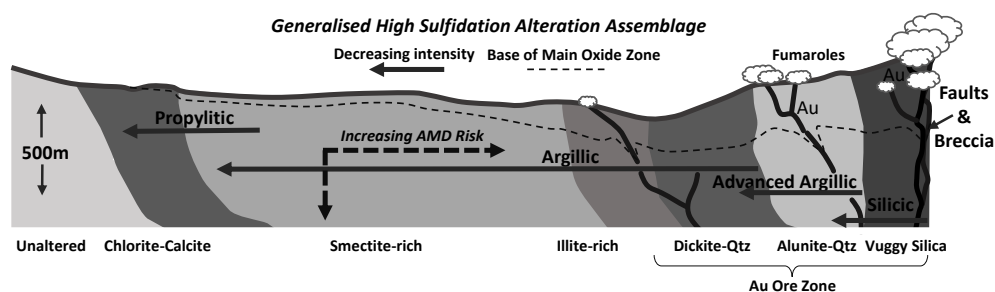 Generalised High Sulfidation Alteration Assemblage
Decreasing intensity
Base of Main Oxide Zone
Fumaroles
Au
Au
Faults
&
Breccia
Propylitic
500m
Increasing AMD Risk
Argillic
Advanced Argillic
Silicic
Unaltered
Chlorite-Calcite
Smectite-rich
Illite-rich
Dickite-Qtz
Alunite-Qtz
Vuggy Silica
Au Ore Zone